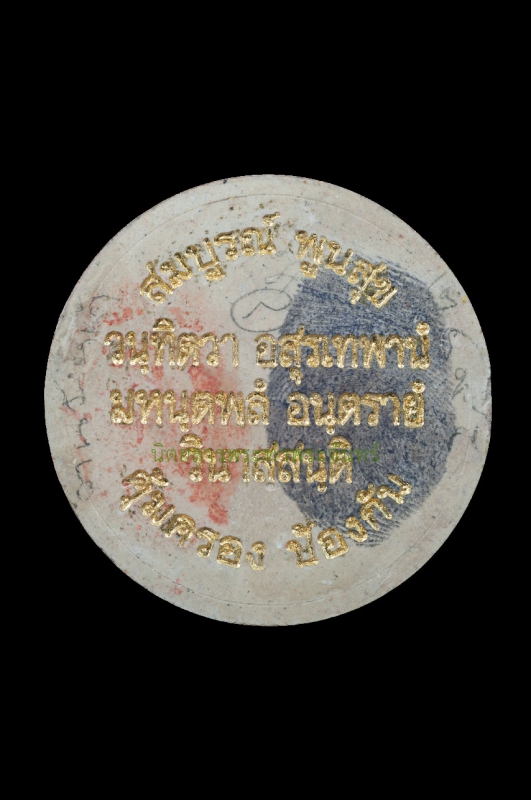 สมบูรณ์ พูนสุข
วนฺทิตวา อสุรเทพานํ
มหนฺตพลํ อนฺตรายํ
วินาสสนฺติ
คุ้มครอง ป้องกัน